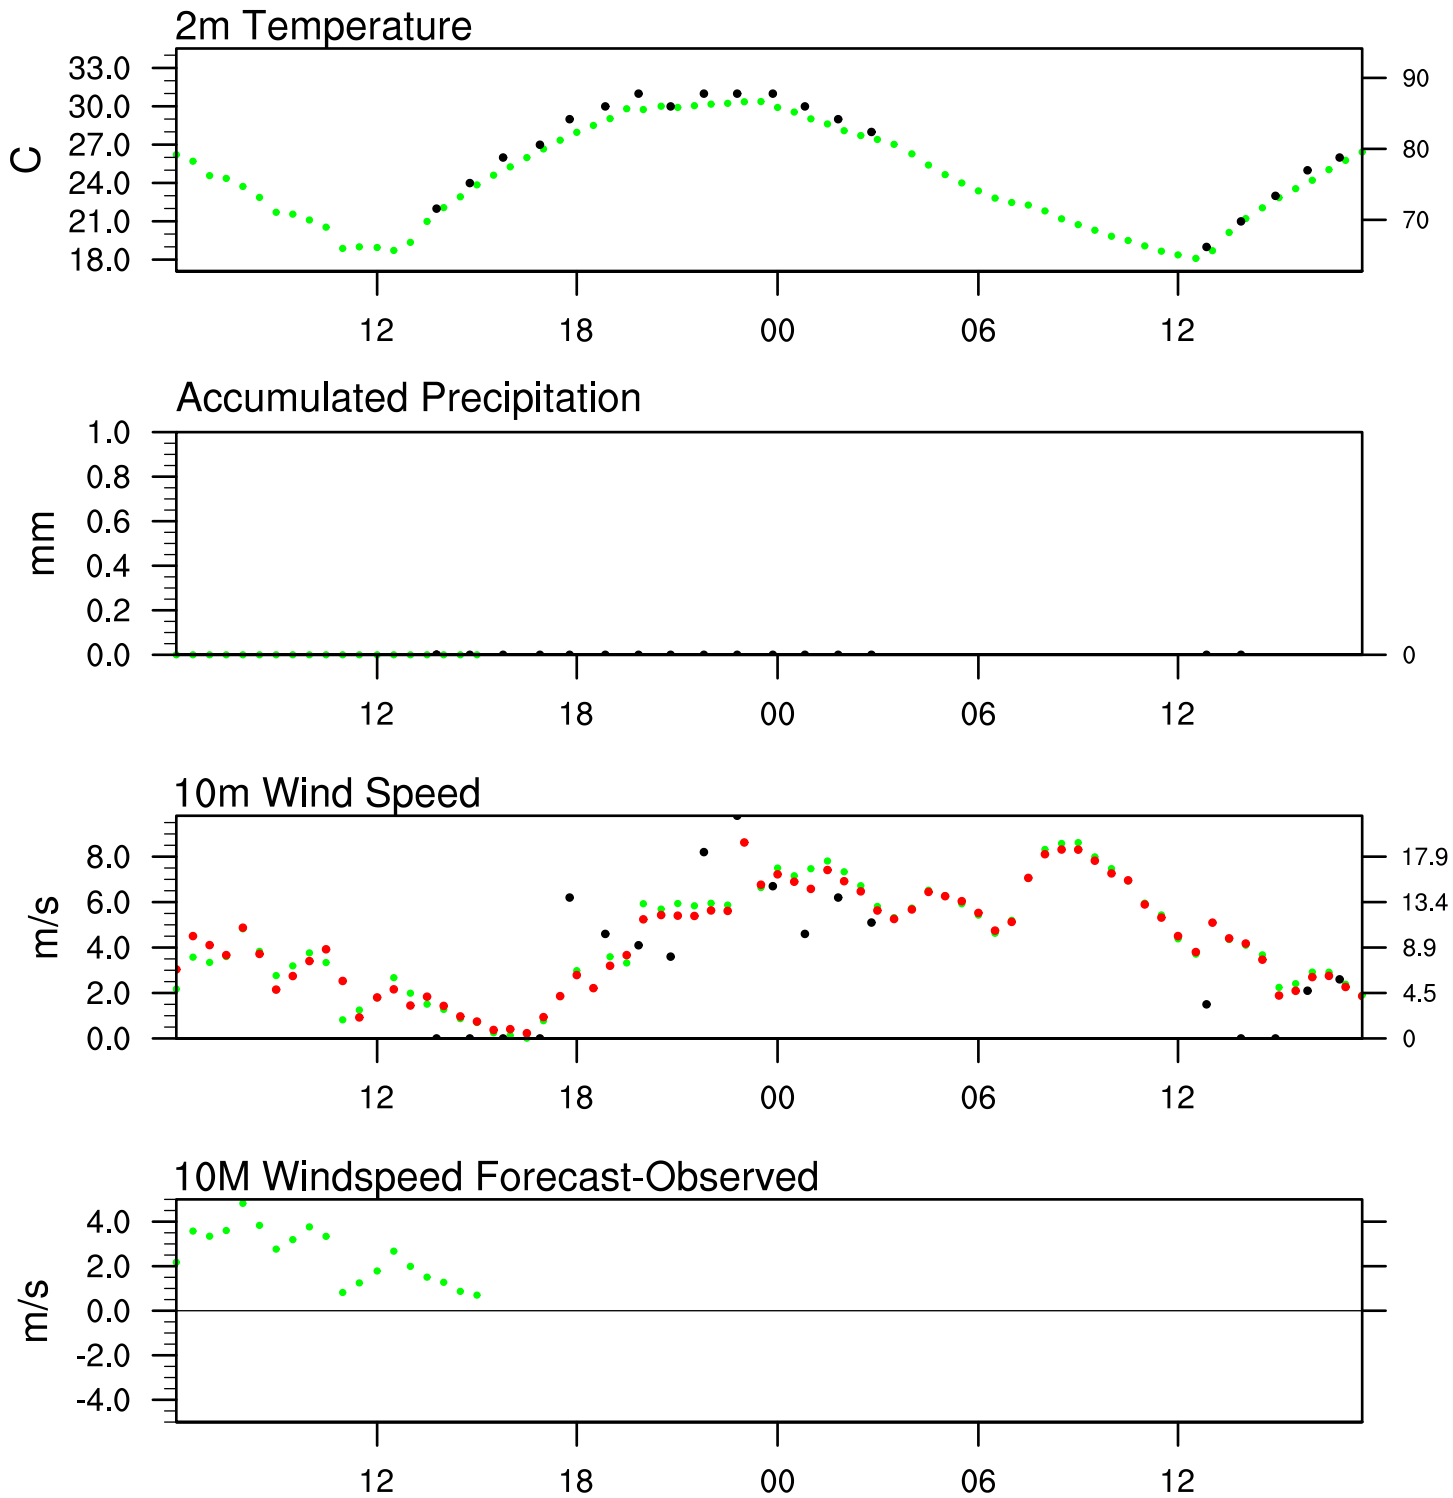 2m Temperature
33.0
30.0
27.0
24.0
21.0
18.0
C
90
80
70
12 18 00 06 12
Accumulated Precipitation
1.0
0.8
0.6
0.4
0.2
0.0
mm
0
12 18 00 06 12
10m Wind Speed
8.0
6.0
4.0
2.0
0.0
m/s
17.9
13.4
8.9
4.5
0
12 18 00 06 12
10M Windspeed Forecast-Observed
4.0
2.0
0.0
-2.0
-4.0
m/s
12 18 00 06 12